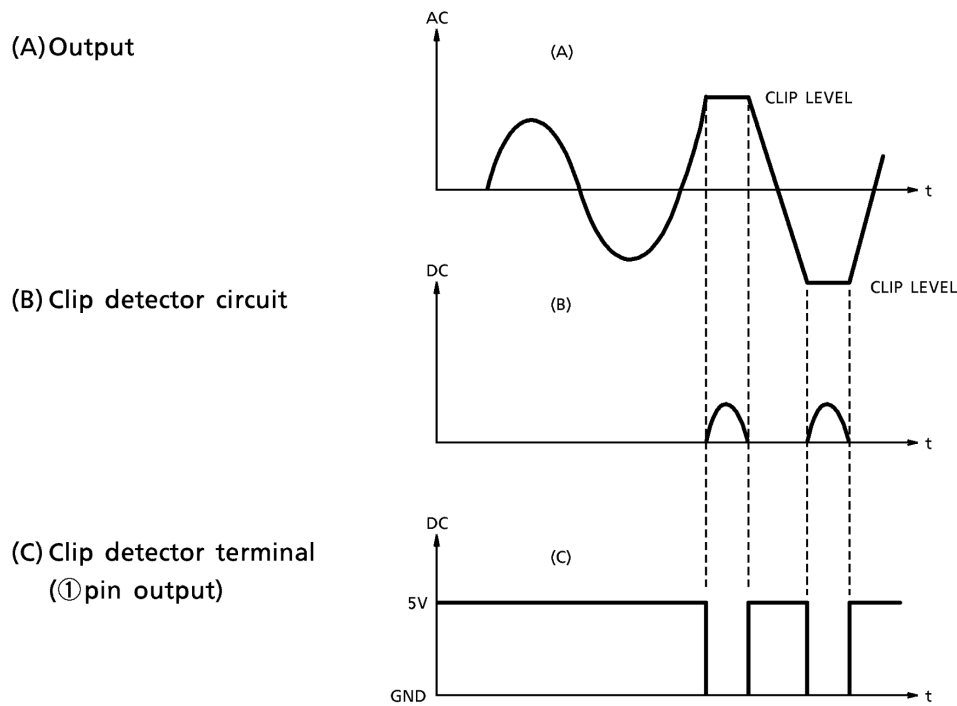 (A) Output
AC
(A)
CLIP LEVEL
t
(B) Clip detector circuit
DC
(B)
CLIP LEVEL
t
(C) Clip detector terminal
(①pin output)
DC
(C)
5V
GND
t